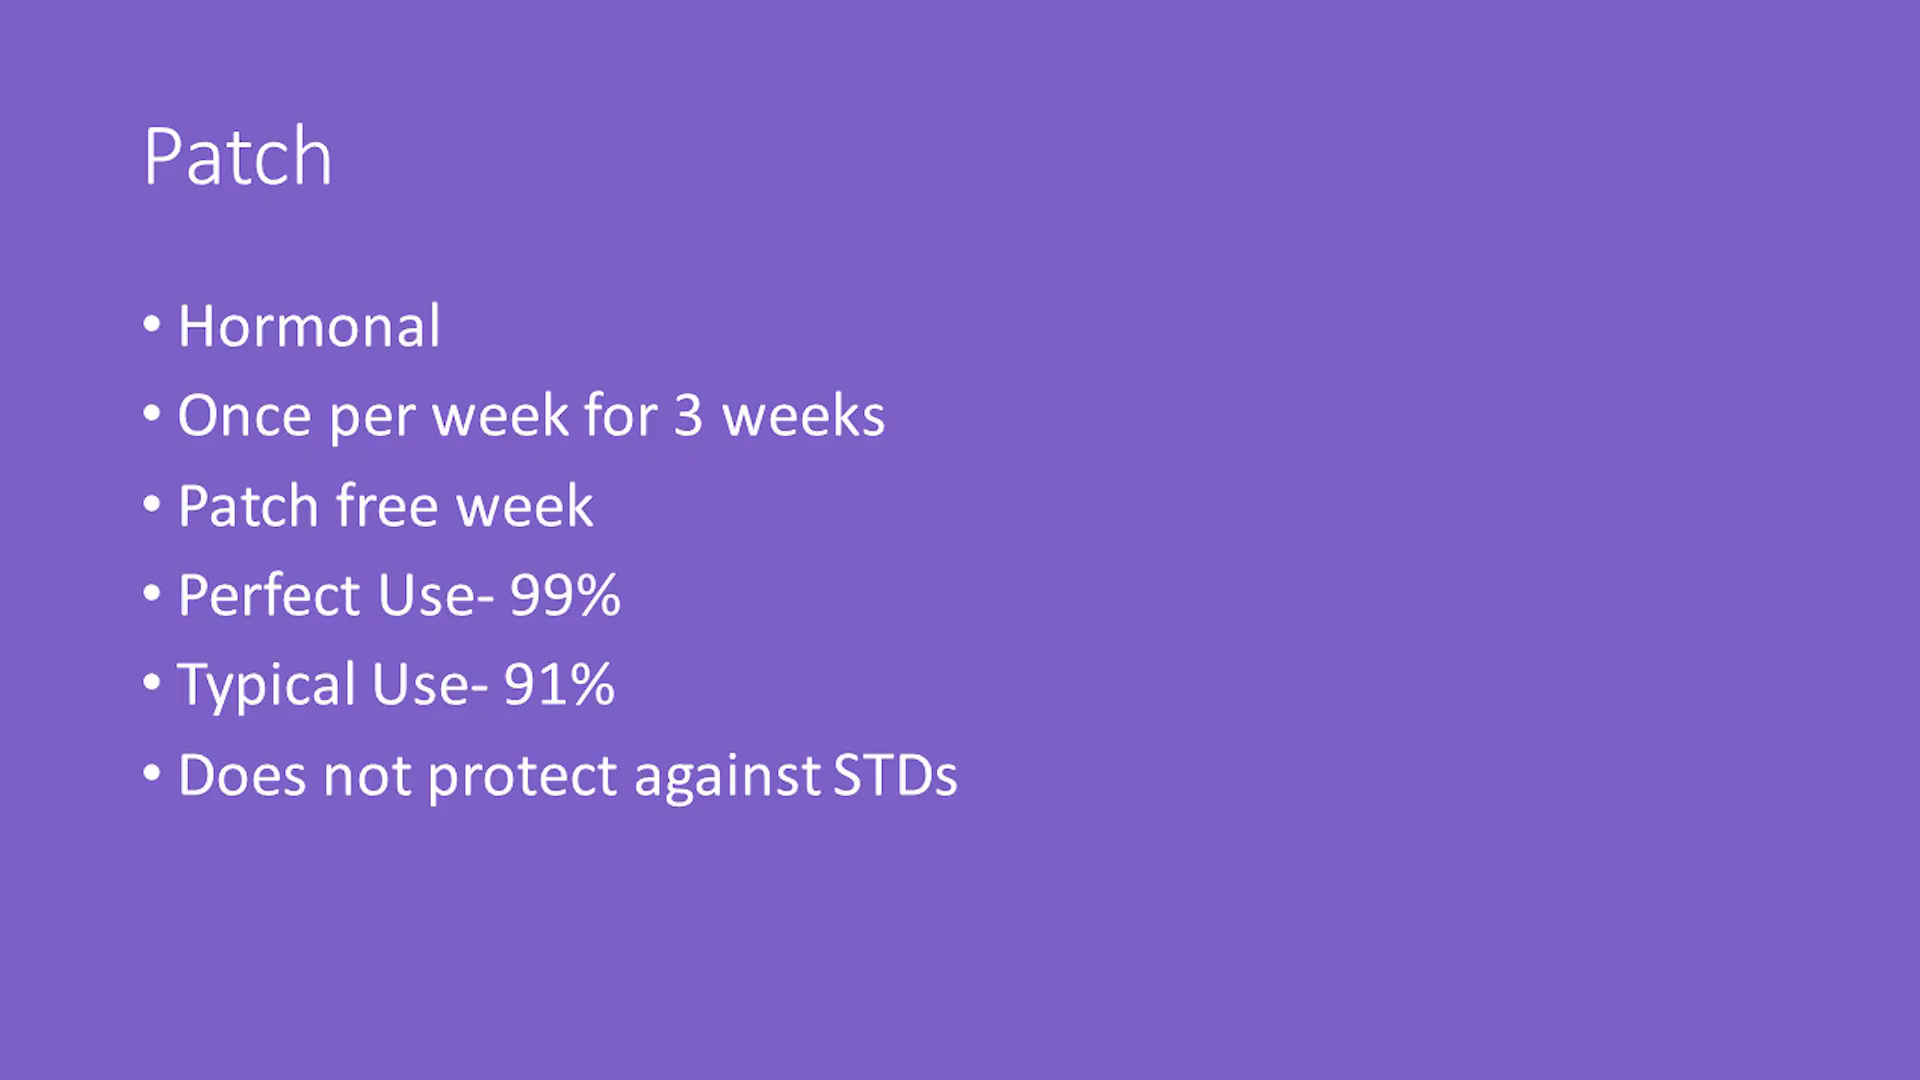 Patch
• Hormonal
• Once per week for 3 weeks
• Patch free week
• Perfect Use- 99%
• Typical Use- 91%
• Does not protect against STDs